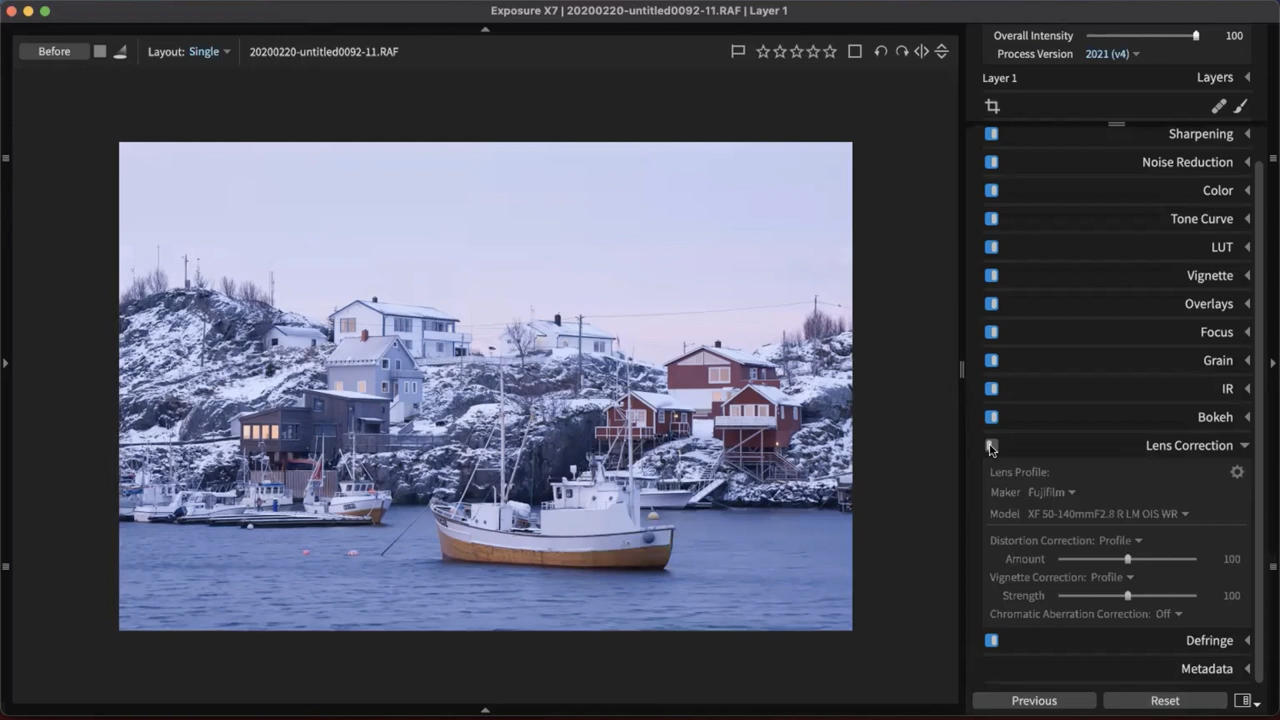 Exposure X7 | 20200220-untitled0092-11.RAF | Layer 1
Before
Layout: Single
20200220-untitled0092-11.RAF
Overall Intensity 100
Process Version 2021 (v4)
Layer 1 Layers
Sharpening
Noise Reduction
Color
Tone Curve
LUT
Vignette
Overlays
Focus
Grain
IR
Bokeh
Lens Correction
Lens Profile:
Maker Fujifilm
Model XF 50-140mmF2.8 R LM OIS WR
Distortion Correction: Profile
Amount 100
Vignette Correction: Profile
Strength 100
Chromatic Aberration Correction: Off
Defringe
Metadata
Previous Reset